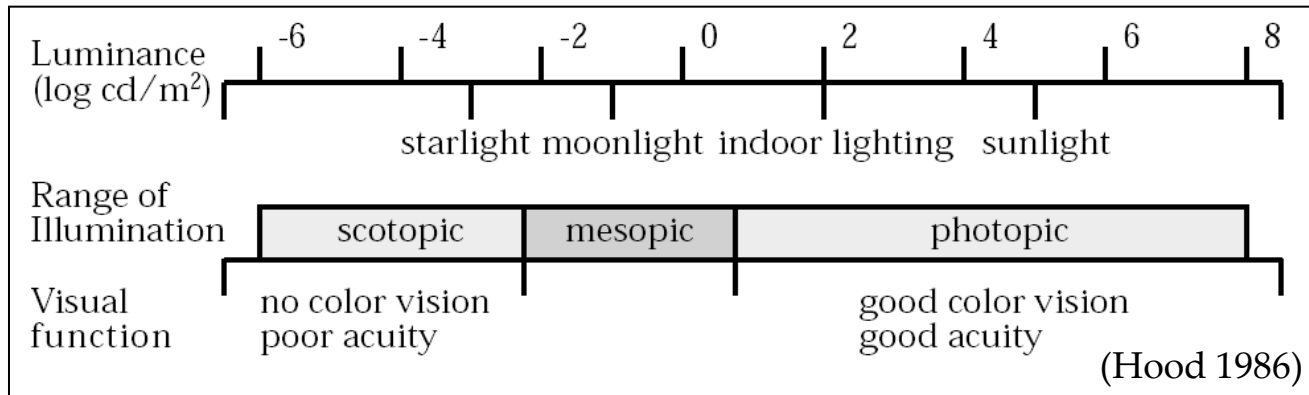 -6 -4 -2 0 2 4 6 8
Luminance
(log cd/m²)
starlight moonlight indoor lighting sunlight
Range of
Illumination
scotopic mesopic photopic
Visual no color vision good color vision
function poor acuity good acuity
(Hood 1986)